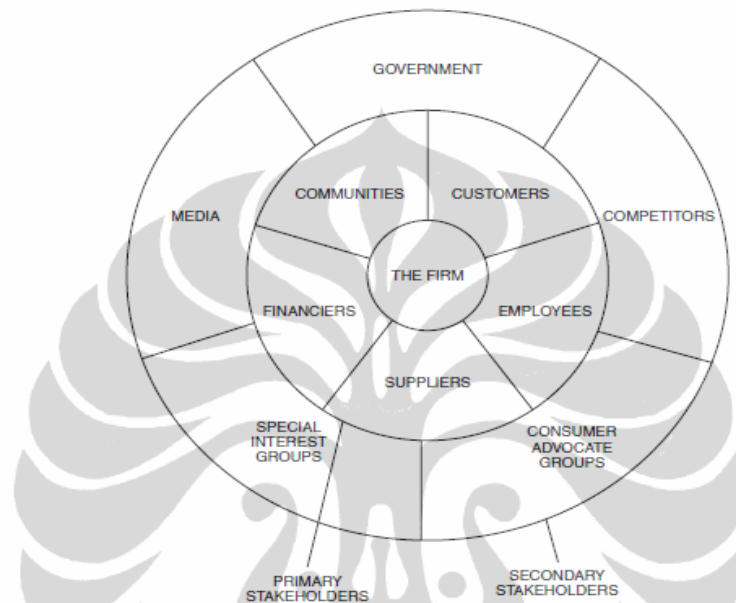 GOVERNMENT
COMMUNITIES
CUSTOMERS
MEDIA
COMPETITORS
THE FIRM
FINANCIERS
EMPLOYEES
SUPPLIERS
SPECIAL
INTEREST
GROUPS
CONSUMER
ADVOCATE
GROUPS
PRIMARY
STAKEHOLDERS
SECONDARY
STAKEHOLDERS